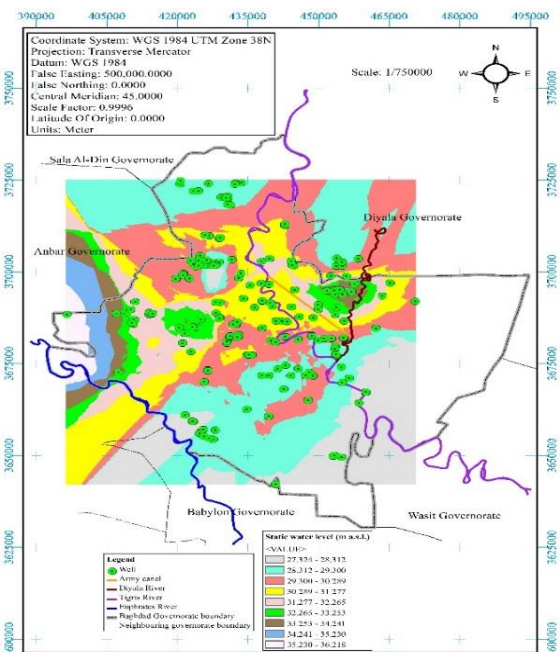 390000 405000 420000 435000 450000 465000 480000 495000
Coordinate System: WGS 1984 UTM Zone 38N
Projection: Transverse Mercator
Datum: WGS 1984
False Easting: 500,000.0000
False Northing: 0.0000
Central Meridian: 45.0000
Scale Factor: 0.9996
Latitude Of Origin: 0.0000
Units: Meter
Scale: 1/750000
N
W E
S
3750000 3750000
Sala Al-Din Governorate
3725000 3725000
Diyala Governorate
Anbar Governorate
3700000 3700000
3675000 3675000
3650000 3650000
Babylon Governorate
Wasit Governorate
3625000 3625000
Legend
Well
Army canal
Diyala River
Tigris River
Euphrates River
Baghdad Governorate boundary
Neighbouring governorate boundary
Static water level (m a.s.l.)
<VALUE>
27.324 - 28.312
28.312 - 29.300
29.300 - 30.289
30.289 - 31.277
31.277 - 32.265
32.265 - 33.253
33.253 - 34.241
34.241 - 35.230
35.230 - 36.218